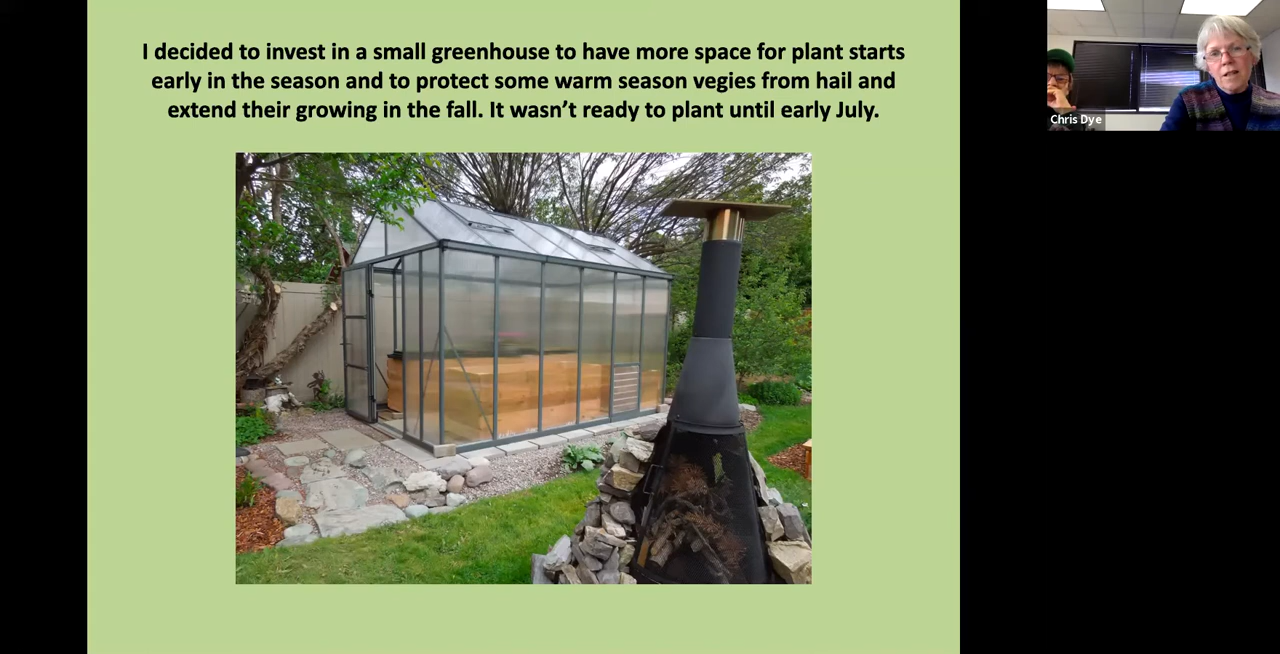 I decided to invest in a small greenhouse to have more space for plant starts
early in the season and to protect some warm season vegies from hail and
extend their growing in the fall. It wasn’t ready to plant until early July.
Chris Dye